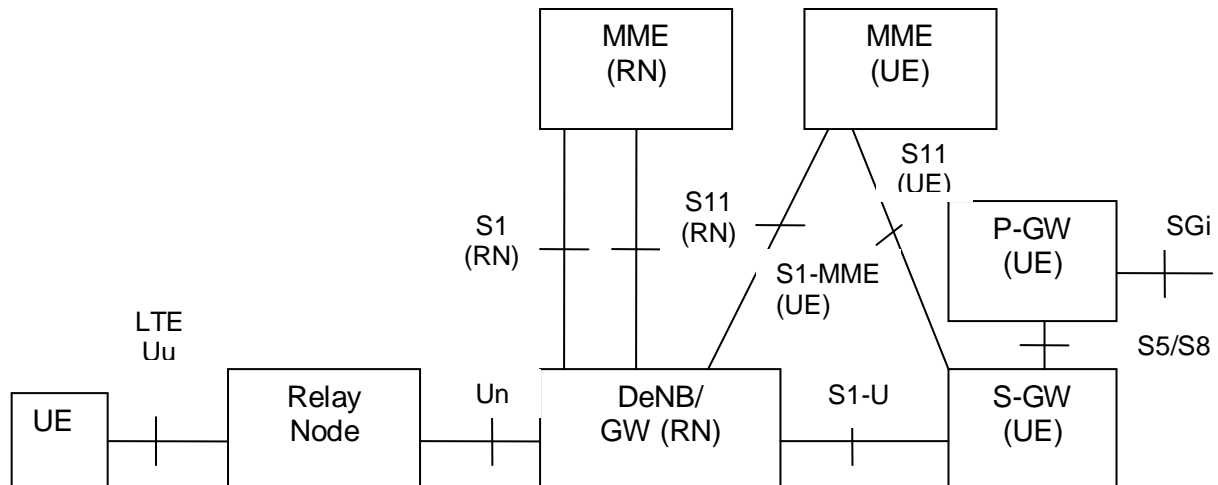 MME
(RN)
MME
(UE)
S11
(UE)
S1
(RN)
S11
(RN)
S1-MME
(UE)
P-GW
(UE)
SGi
LTE
Uu
S5/S8
UE
Relay
Node
Un
DeNB/
GW (RN)
S1-U
S-GW
(UE)